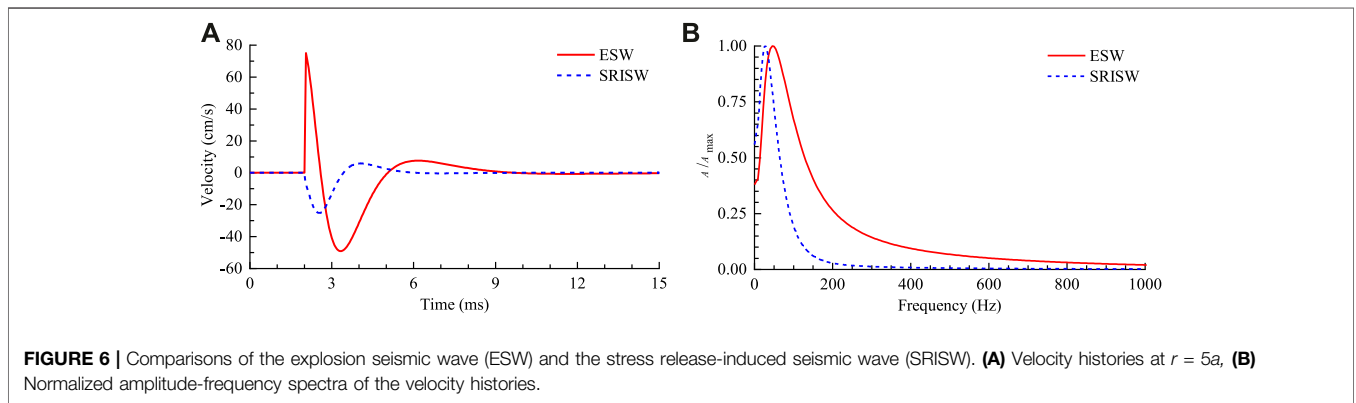 A
80
60
40
20
0
-20
-40
-60
Velocity (cm/s)
0 3 6 9 12 15
Time (ms)
ESW
SRISW
B
1.00
0.75
0.50
0.25
0.00
A/A max
0 200 400 600 800 1000
Frequency (Hz)
ESW
SRISW
FIGURE 6 | Comparisons of the explosion seismic wave (ESW) and the stress release-induced seismic wave (SRISW). (A) Velocity histories at r = 5a, (B)
Normalized amplitude-frequency spectra of the velocity histories.